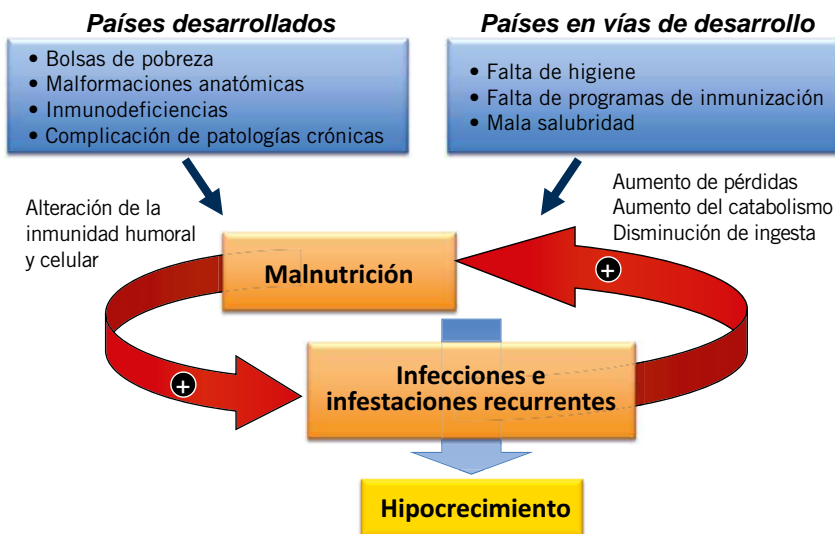 Países desarrollados
• Bolsas de pobreza
• Malformaciones anatómicas
• Inmunodeficiencias
• Complicación de patologías crónicas
Países en vías de desarrollo
• Falta de higiene
• Falta de programas de inmunización
• Mala salubridad
Alteración de la
inmunidad humoral
y celular
Aumento de pérdidas
Aumento del catabolismo
Disminución de ingesta
Malnutrición
+
+
Infecciones e
infestaciones recurrentes
Hipocrecimiento